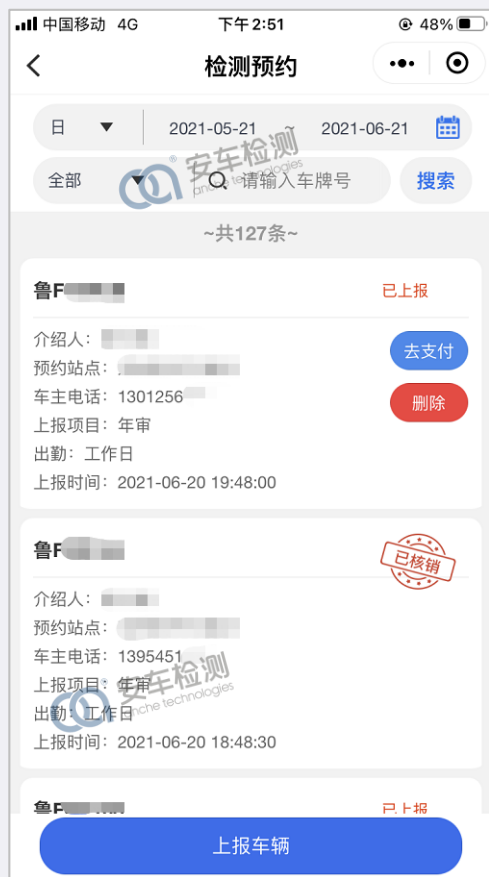 中国移动 4G 下午2:51 48%
检测预约
日 2021-05-21 ~ 2021-06-21
全部 请输入车牌号 搜索
安车检测
anche technologies
~共127条~
鲁F 已上报
介绍人：
去支付
预约站点：
车主电话：1301256
删除
上报项目：年审
出勤：工作日
上报时间：2021-06-20 19:48:00
鲁F 已核销
介绍人：
预约站点：
车主电话：1395451
上报项目：年审
出勤：工作日
上报时间：2021-06-20 18:48:30
安车检测
anche technologies
鲁F 已上报
上报车辆